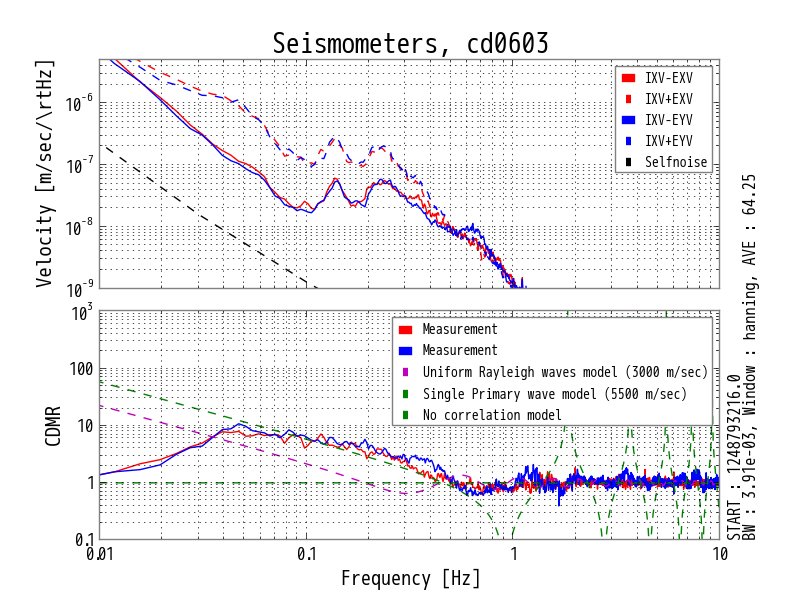 Seismometers, cd0603
Velocity [m/sec/\rtHz]
10^-6
10^-7
10^-8
10^-9
IXV-EXV
IXV+EXV
IXV-EYV
IXV+EYV
Selfnoise
CDMR
10^3
100
10
1
0.1
Measurement
Measurement
Uniform Rayleigh waves model (3000 m/sec)
Single Primary wave model (5500 m/sec)
No correlation model
0.01
0.1
1
10
Frequency [Hz]
START : 1248793216.0
BW : 3.91e-03, Window : hanning, AVE : 64.25